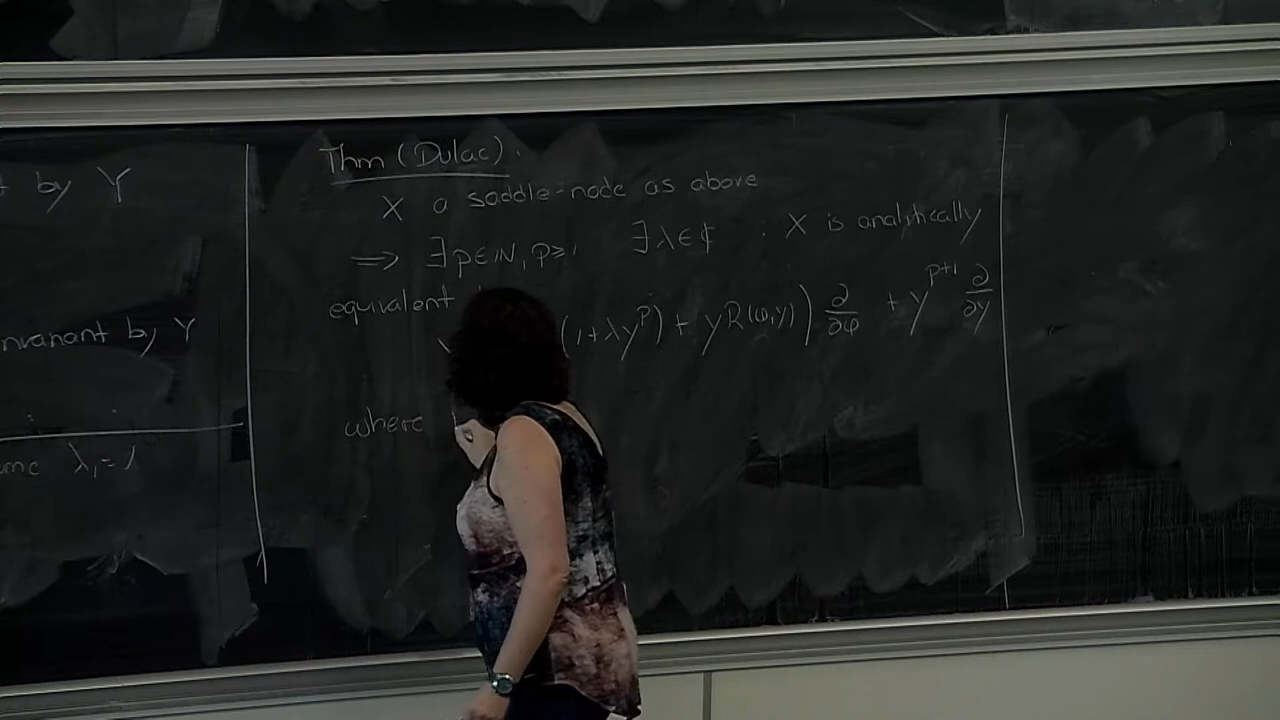 by Y
invariant by Y
λ₁=1
Thm (Dulac).
X a saddle-node as above
⟹ ∃p∈ℕ, p≥1 ∃λ∈ℂ : X is analytically
equivalent
(1+λy^p) + yR(φ,y)) ∂/∂φ + y^{p+1} ∂/∂y
where